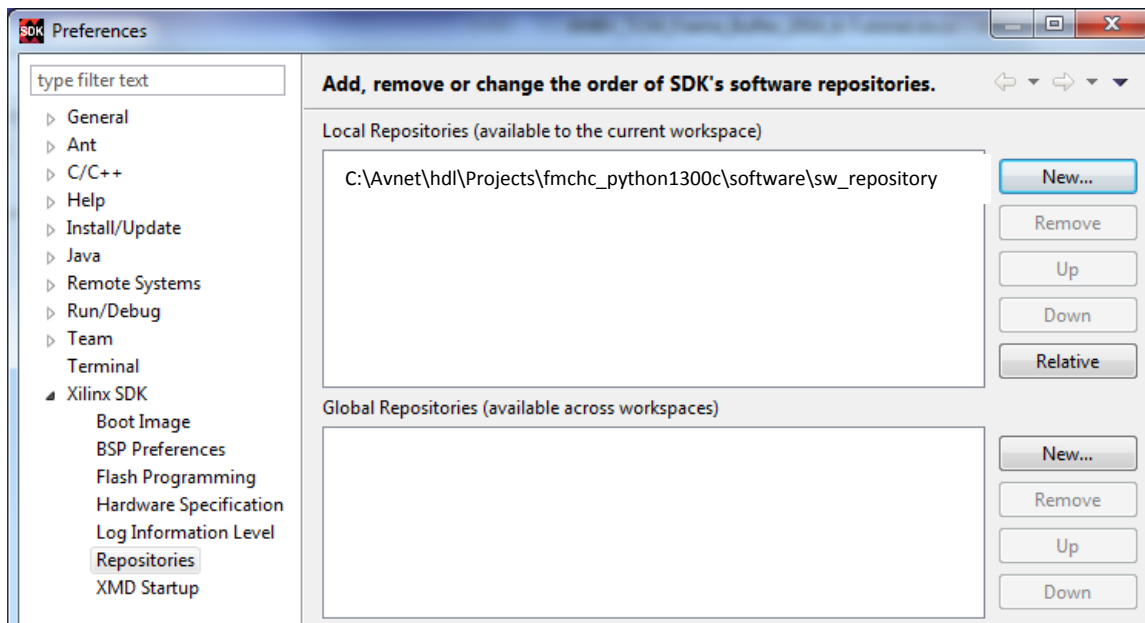 SDK Preferences
type filter text
General
Ant
C/C++
Help
Install/Update
Java
Remote Systems
Run/Debug
Team
Terminal
Xilinx SDK
Boot Image
BSP Preferences
Flash Programming
Hardware Specification
Log Information Level
Repositories
XMD Startup
Add, remove or change the order of SDK's software repositories.
Local Repositories (available to the current workspace)
C:\Avnet\hdl\Projects\fmchc_python1300c\software\sw_repository
New...
Remove
Up
Down
Relative
Global Repositories (available across workspaces)
New...
Remove
Up
Down